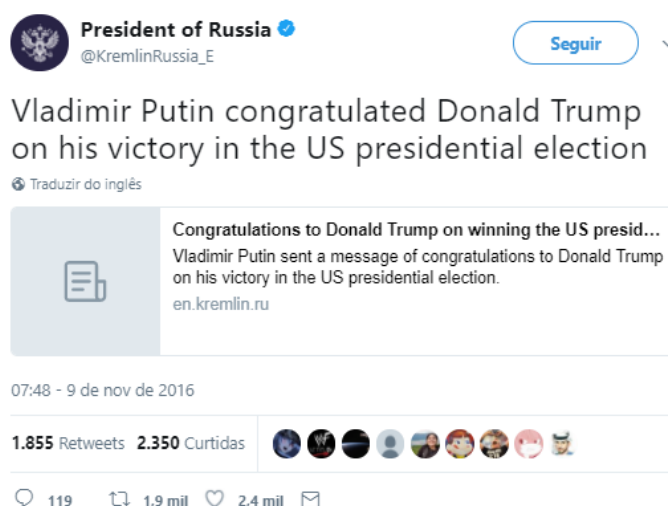 President of Russia
@KremlinRussia_E
Seguir
Vladimir Putin congratulated Donald Trump
on his victory in the US presidential election
Traduzir do inglês
Congratulations to Donald Trump on winning the US presid...
Vladimir Putin sent a message of congratulations to Donald Trump
on his victory in the US presidential election.
en.kremlin.ru
07:48 - 9 de nov de 2016
1.855 Retweets 2.350 Curtidas
119 1,9 mil 2,4 mil